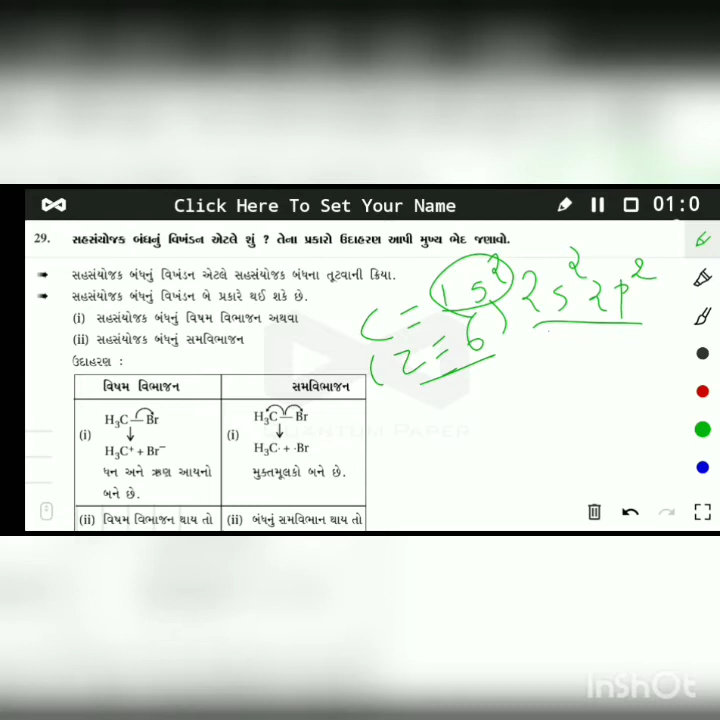 Click Here To Set Your Name
01:0
29. સહસંયોજક બંધનું વિખંડન એટલે શું ? તેના પ્રકારો ઉદાહરણ આપી મુખ્ય ભેદ જણાવો.
➡ સહસંયોજક બંધનું વિખંડન એટલે સહસંયોજક બંધના તૂટવાની ક્રિયા.
➡ સહસંયોજક બંધનું વિખંડન બે પ્રકારે થઈ શકે છે.
(i) સહસંયોજક બંધનું વિષમ વિભાજન અથવા
(ii) સહસંયોજક બંધનું સમવિભાજન
C = 1s² 2s² 2p²
(Z = 6)
ઉદાહરણ :
વિષમ વિભાજન સમવિભાજન
(i) H₃C—Br (i) H₃C—Br
↓ ↓
H₃C⁺ + Br⁻ H₃C· + ·Br
ધન અને ઋણ આયનો મુક્તમૂલકો બને છે.
બને છે.
(ii) વિષમ વિભાજન થાય તો (ii) બંધનું સમવિભાન થાય તો
QUANTUM PAPER
InShOt